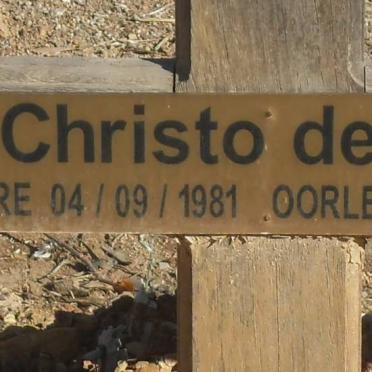 Christo de
RE 04 / 09 / 1981 OORLE